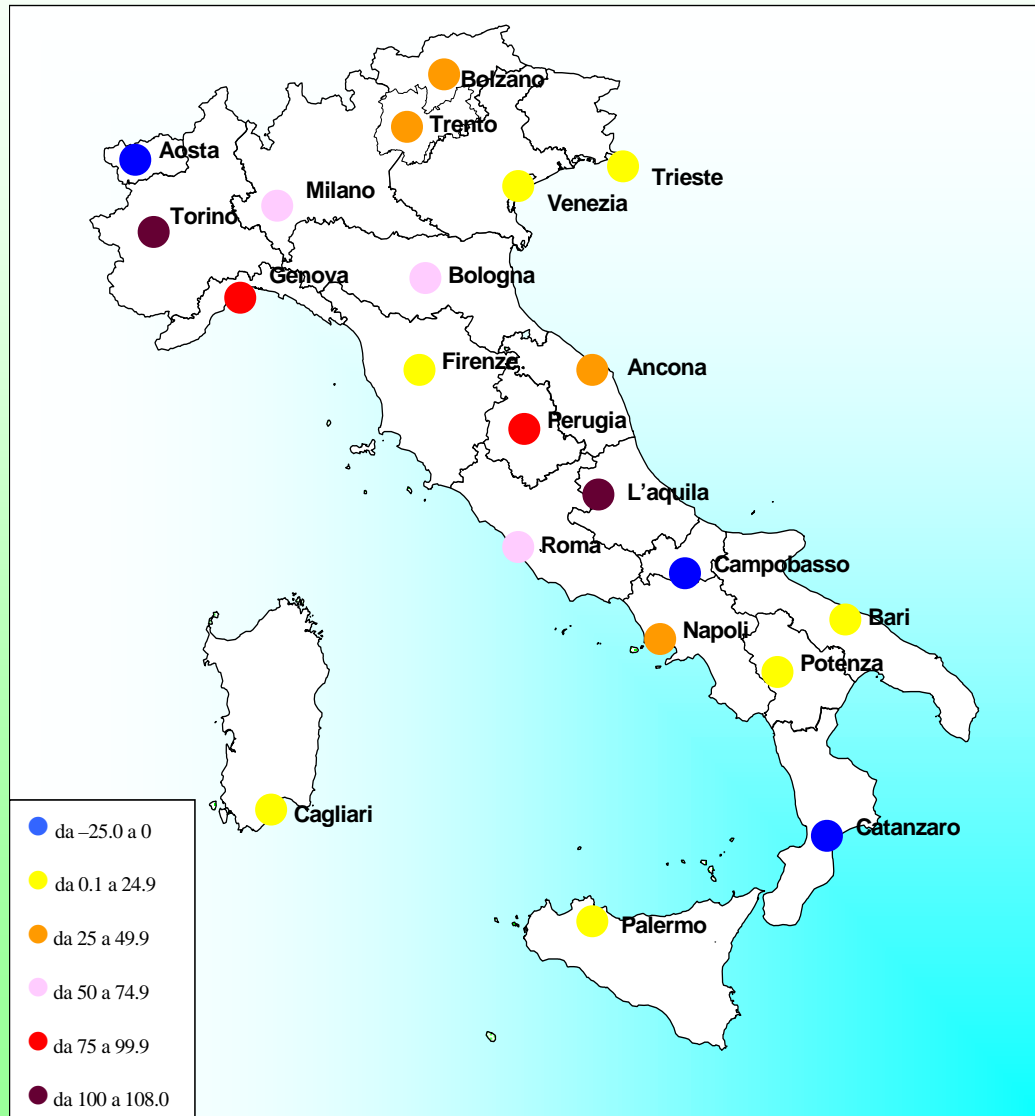 Bolzano
Trento
Aosta
Trieste
Milano
Venezia
Torino
Genova
Bologna
Firenze.
Ancona
Perugia
L'aquila
Roma
Campobasso
Bari
Napoli
Potenza
Cagliari
Catanzaro
Palermo
da –25.0 a 0
da 0.1 a 24.9
da 25 a 49.9
da 50 a 74.9
da 75 a 99.9
da 100 a 108.0